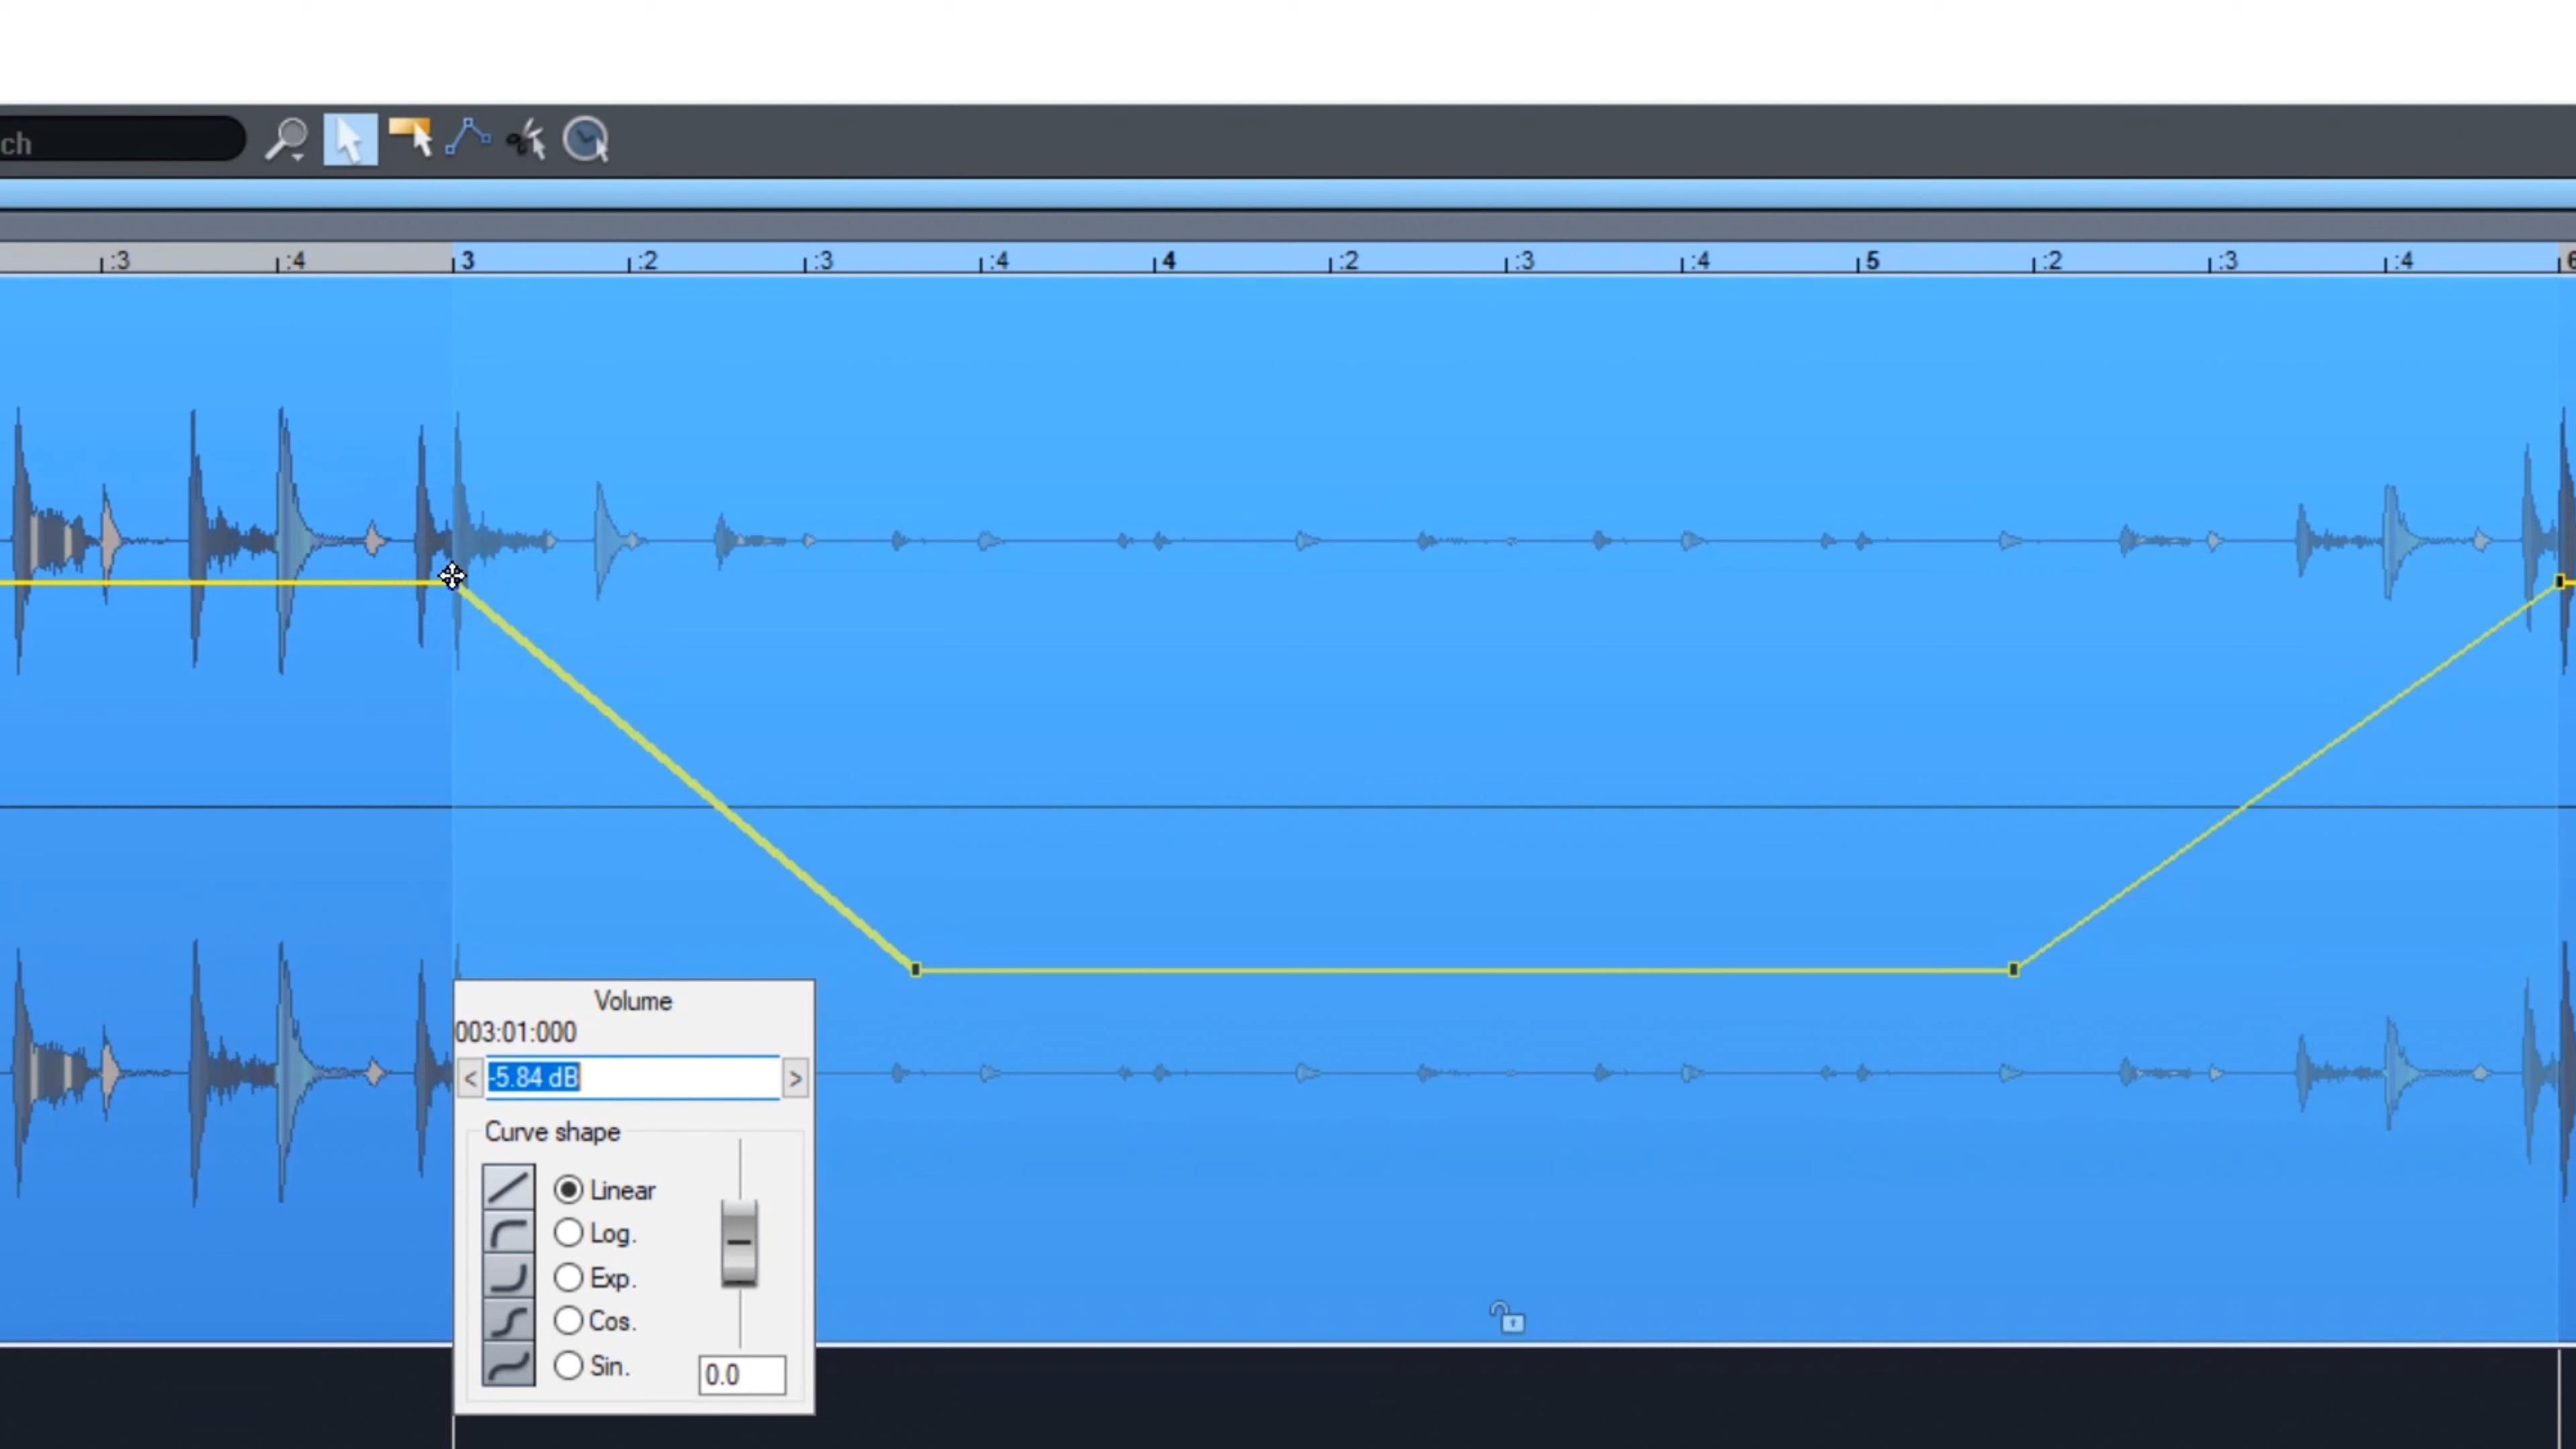 ch
:3 :4 3 :2 :3 :4 4 :2 :3 :4 5 :2 :3 :4 6
Volume
003:01:000
< -5.84 dB >
Curve shape
Linear
Log.
Exp.
Cos.
Sin.
0.0